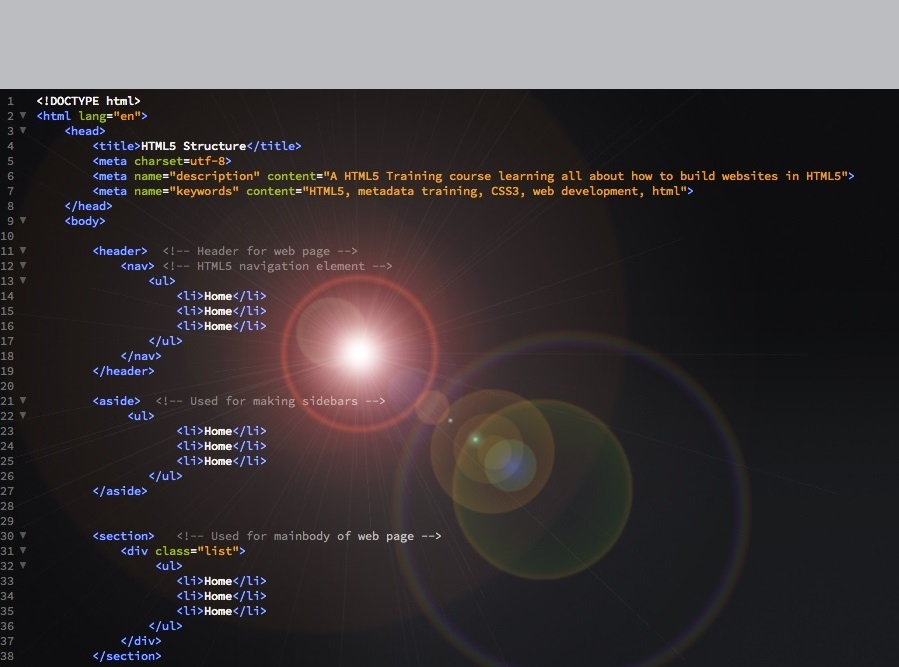 1 <!DOCTYPE html>
2 <html lang="en">
3 <head>
4 <title>HTML5 Structure</title>
5 <meta charset=utf-8>
6 <meta name="description" content="A HTML5 Training course learning all about how to build websites in HTML5">
7 <meta name="keywords" content="HTML5, metadata training, CSS3, web development, html">
8 </head>
9 <body>
10
11 <header> <!-- Header for web page -->
12 <nav> <!-- HTML5 navigation element -->
13 <ul>
14 <li>Home</li>
15 <li>Home</li>
16 <li>Home</li>
17 </ul>
18 </nav>
19 </header>
20
21 <aside> <!-- Used for making sidebars -->
22 <ul>
23 <li>Home</li>
24 <li>Home</li>
25 <li>Home</li>
26 </ul>
27 </aside>
28
29
30 <section> <!-- Used for mainbody of web page -->
31 <div class="list">
32 <ul>
33 <li>Home</li>
34 <li>Home</li>
35 <li>Home</li>
36 </ul>
37 </div>
38 </section>